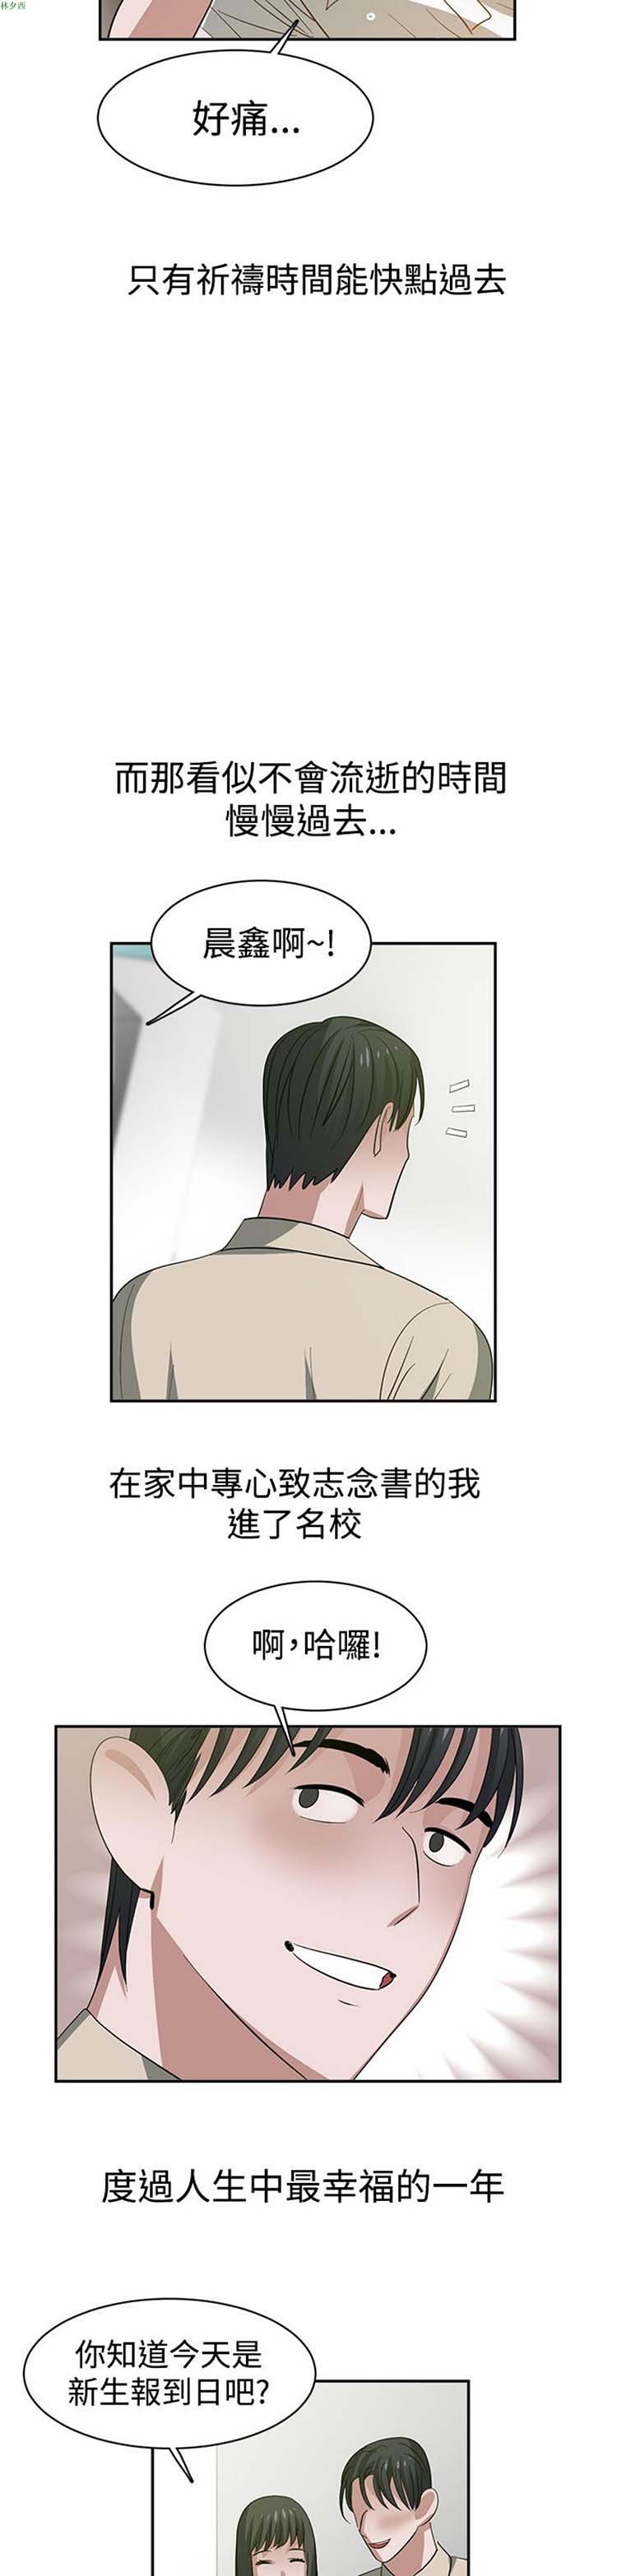 林夕西
好痛...
只有祈禱時間能快點過去
而那看似不會流逝的時間
慢慢過去...
晨鑫啊~!
在家中專心致志念書的我
進了名校
啊，哈囉!
度過人生中最幸福的一年
你知道今天是
新生報到日吧?